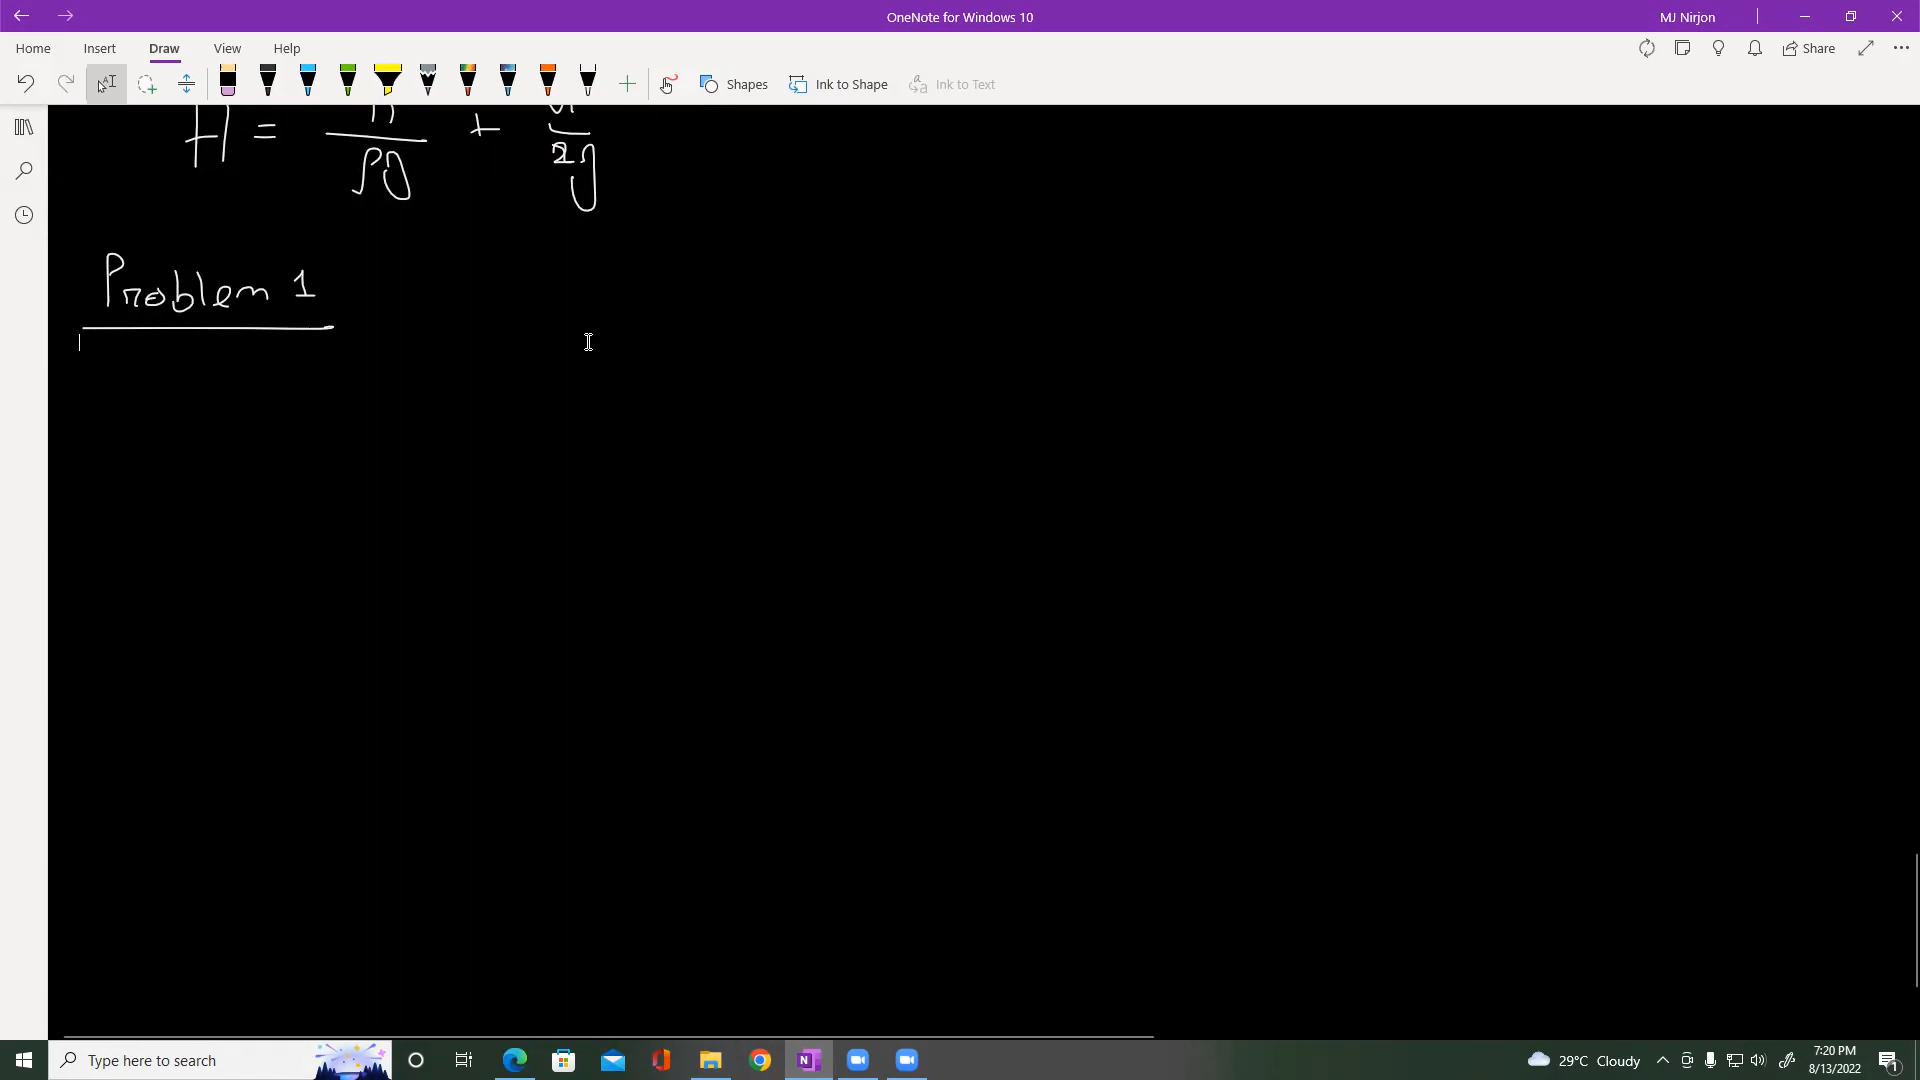 OneNote for Windows 10
MJ Nirjon
Home Insert Draw View Help
Share
Shapes
Ink to Shape
Ink to Text
H = ρg + 2g
Problem 1
Type here to search
29°C Cloudy
7:20 PM
8/13/2022
1